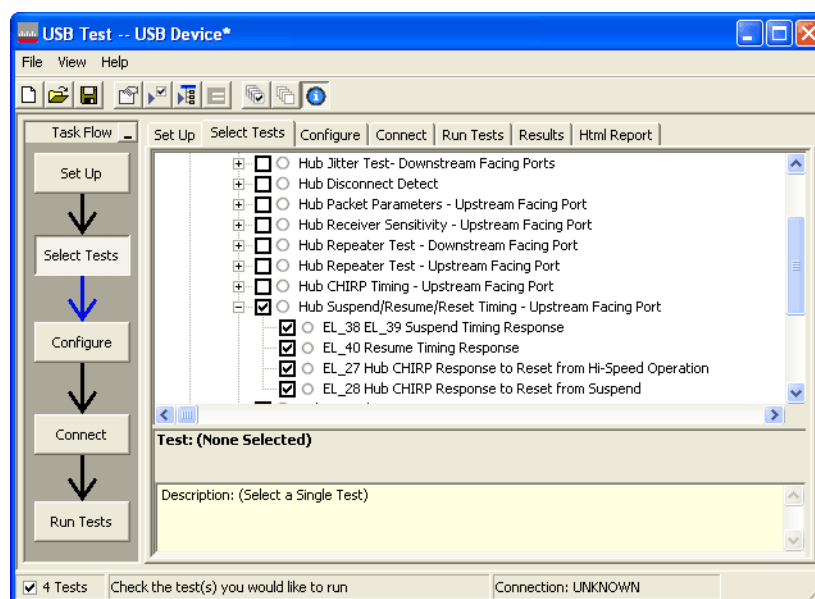 USB Test -- USB Device*
File View Help
Task Flow
Set Up
Select Tests
Configure
Connect
Run Tests
Set Up Select Tests Configure Connect Run Tests Results Html Report
Hub Jitter Test- Downstream Facing Ports
Hub Disconnect Detect
Hub Packet Parameters - Upstream Facing Port
Hub Receiver Sensitivity - Upstream Facing Port
Hub Repeater Test - Downstream Facing Port
Hub Repeater Test - Upstream Facing Port
Hub CHIRP Timing - Upstream Facing Port
Hub Suspend/Resume/Reset Timing - Upstream Facing Port
EL_38 EL_39 Suspend Timing Response
EL_40 Resume Timing Response
EL_27 Hub CHIRP Response to Reset from Hi-Speed Operation
EL_28 Hub CHIRP Response to Reset from Suspend
Test: (None Selected)
Description: (Select a Single Test)
4 Tests Check the test(s) you would like to run Connection: UNKNOWN